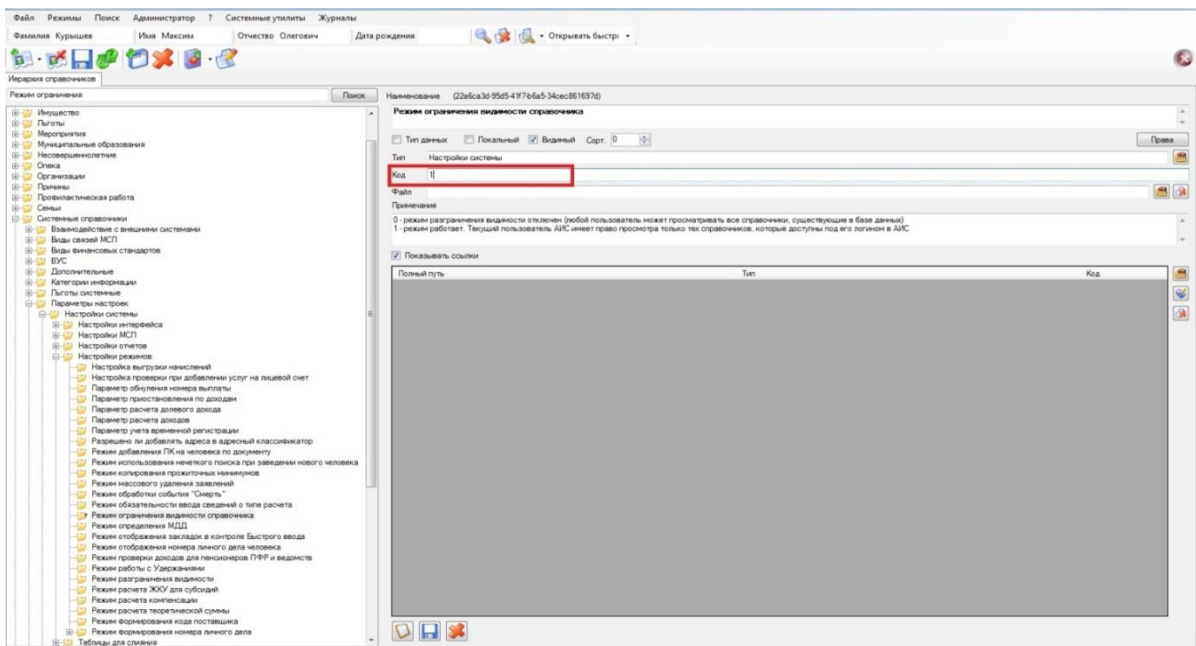 Файл Режимы Поиск Администратор ? Системные утилиты Журналы
Фамилия Курышев Имя Максим Отчество Олегович Дата рождения Открывать быстрı
Иерархия справочников
Режим ограничения Поиск
Наименование (22a6ca3d-95d5-41f7-b6a5-34cec861697d)
Режим ограничения видимости справочника
Тип данных Локальный Видимый Сорт. 0 Права
Тип Настройки системы
Код 1
Файл
Примечание
0 - режим разграничения видимости отключен (любой пользователь может просматривать все справочники, существующие в базе данных)
1 - режим работает. Текущий пользователь АИС имеет право просмотра только тех справочников, которые доступны под его логином в АИС
Показывать ссылки
Полный путь Тип Код
Имущество
Льготы
Мероприятия
Муниципальные образования
Несовершеннолетние
Опека
Организации
Причины
Профилактическая работа
Семьи
Системные справочники
Взаимодействие с внешними системами
Виды связей МСП
Виды финансовых стандартов
ВУС
Дополнительные
Категории информации
Льготы системные
Параметры настроек
Настройки системы
Настройки интерфейса
Настройки МСП
Настройки отчетов
Настройки режимов
Настройка выгрузки начислений
Настройка проверки при добавлении услуг на лицевой счет
Параметр обнуления номера выплаты
Параметр приостановления по доходам
Параметр расчета долевого дохода
Параметр расчета доходов
Параметр учета временной регистрации
Разрешено ли добавлять адреса в адресный классификатор
Режим добавления ПК на человека по документу
Режим использования нечеткого поиска при заведении нового человека
Режим копирования прожиточных минимумов
Режим массового удаления заявлений
Режим обработки события "Смерть"
Режим обязательности ввода сведений о типе расчета
Режим ограничения видимости справочника
Режим определения МДД
Режим отображения закладок в контроле Быстрого ввода
Режим отображения номера личного дела человека
Режим проверки доходов для пенсионеров ПФР и ведомств
Режим работы с Удержаниями
Режим разграничения видимости
Режим расчета ЖКУ для субсидий
Режим расчета компенсации
Режим расчета теоретической суммы
Режим формирования кода поставщика
Режим формирования номера личного дела
Таблицы для слияния